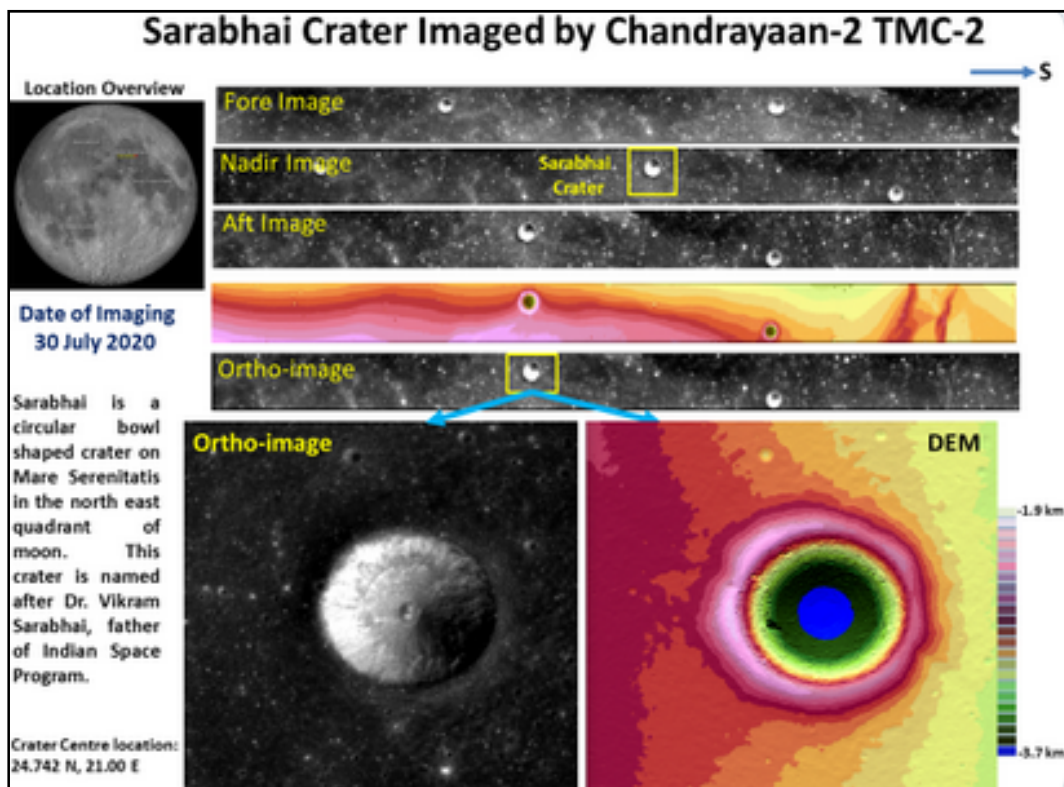 Sarabhai Crater Imaged by Chandrayaan-2 TMC-2
S
Location Overview
Fore Image
Nadir Image
Sarabhai
Crater
Aft Image
Date of Imaging
30 July 2020
Ortho-image
Sarabhai is a
circular bowl
shaped crater on
Mare Serenitatis
in the north east
quadrant of
moon. This
crater is named
after Dr. Vikram
Sarabhai, father
of Indian Space
Program.
Crater Centre location:
24.742 N, 21.00 E
Ortho-image
DEM
-1.9 km
-3.7 km